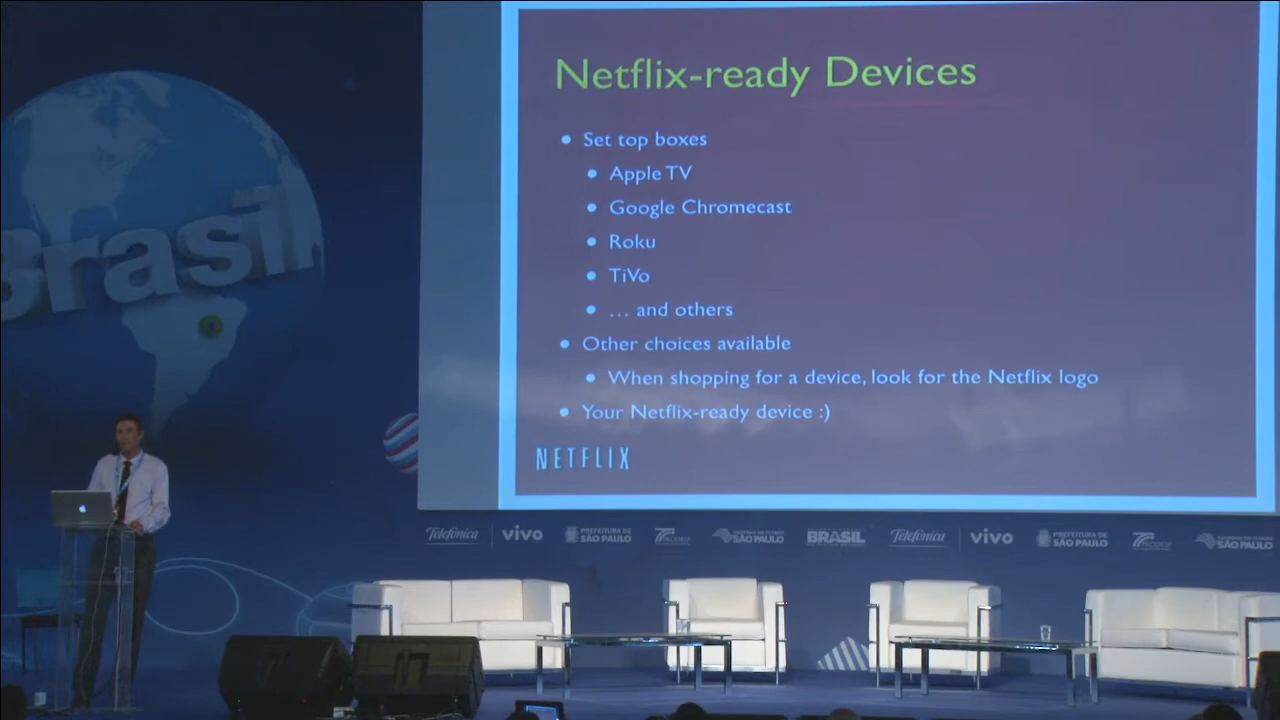 Netflix-ready Devices
• Set top boxes
• Apple TV
• Google Chromecast
• Roku
• TiVo
• … and others
• Other choices available
• When shopping for a device, look for the Netflix logo
• Your Netflix-ready device :)
NETFLIX
Brasil
Telefónica vivo PREFEITURA DE SÃO PAULO PRODESP SÃO PAULO BRASIL Telefónica vivo PREFEITURA DE SÃO PAULO PRODESP SÃO PAULO